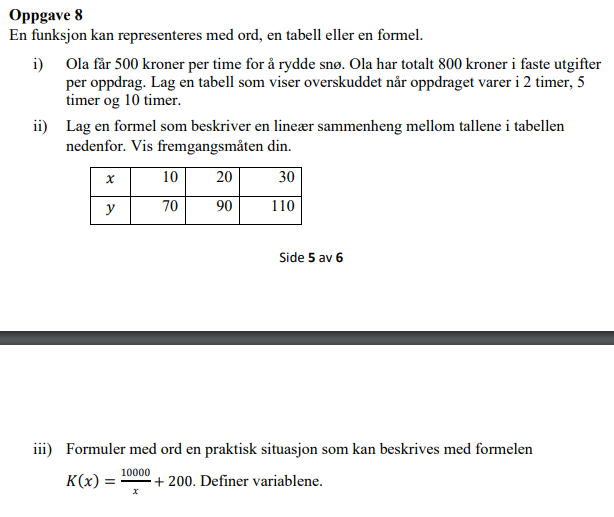 Oppgave 8
En funksjon kan representeres med ord, en tabell eller en formel.
i) Ola får 500 kroner per time for å rydde snø. Ola har totalt 800 kroner i faste utgifter
per oppdrag. Lag en tabell som viser overskuddet når oppdraget varer i 2 timer, 5
timer og 10 timer.
ii) Lag en formel som beskriver en lineær sammenheng mellom tallene i tabellen
nedenfor. Vis fremgangsmåten din.
x 10 20 30
y 70 90 110
Side 5 av 6
iii) Formuler med ord en praktisk situasjon som kan beskrives med formelen
K(x) = 10000/x + 200. Definer variablene.